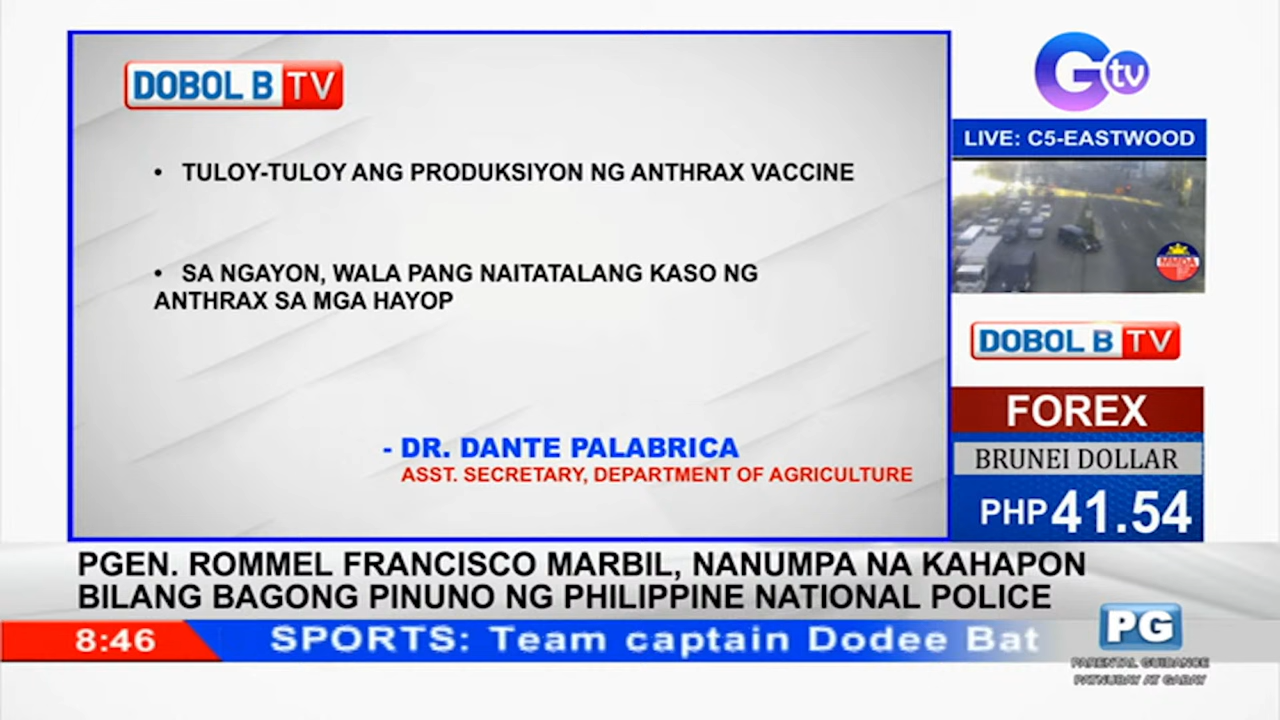 DOBOL B TV
• TULOY-TULOY ANG PRODUKSIYON NG ANTHRAX VACCINE
• SA NGAYON, WALA PANG NAITATALANG KASO NG
ANTHRAX SA MGA HAYOP
- DR. DANTE PALABRICA
ASST. SECRETARY, DEPARTMENT OF AGRICULTURE
Gtv
LIVE: C5-EASTWOOD
MMDA
DOBOL B TV
FOREX
BRUNEI DOLLAR
PHP 41.54
PGEN. ROMMEL FRANCISCO MARBIL, NANUMPA NA KAHAPON
BILANG BAGONG PINUNO NG PHILIPPINE NATIONAL POLICE
8:46 SPORTS: Team captain Dodee Bat
PG
PARENTAL GUIDANCE
PATNUBAY AT GABAY